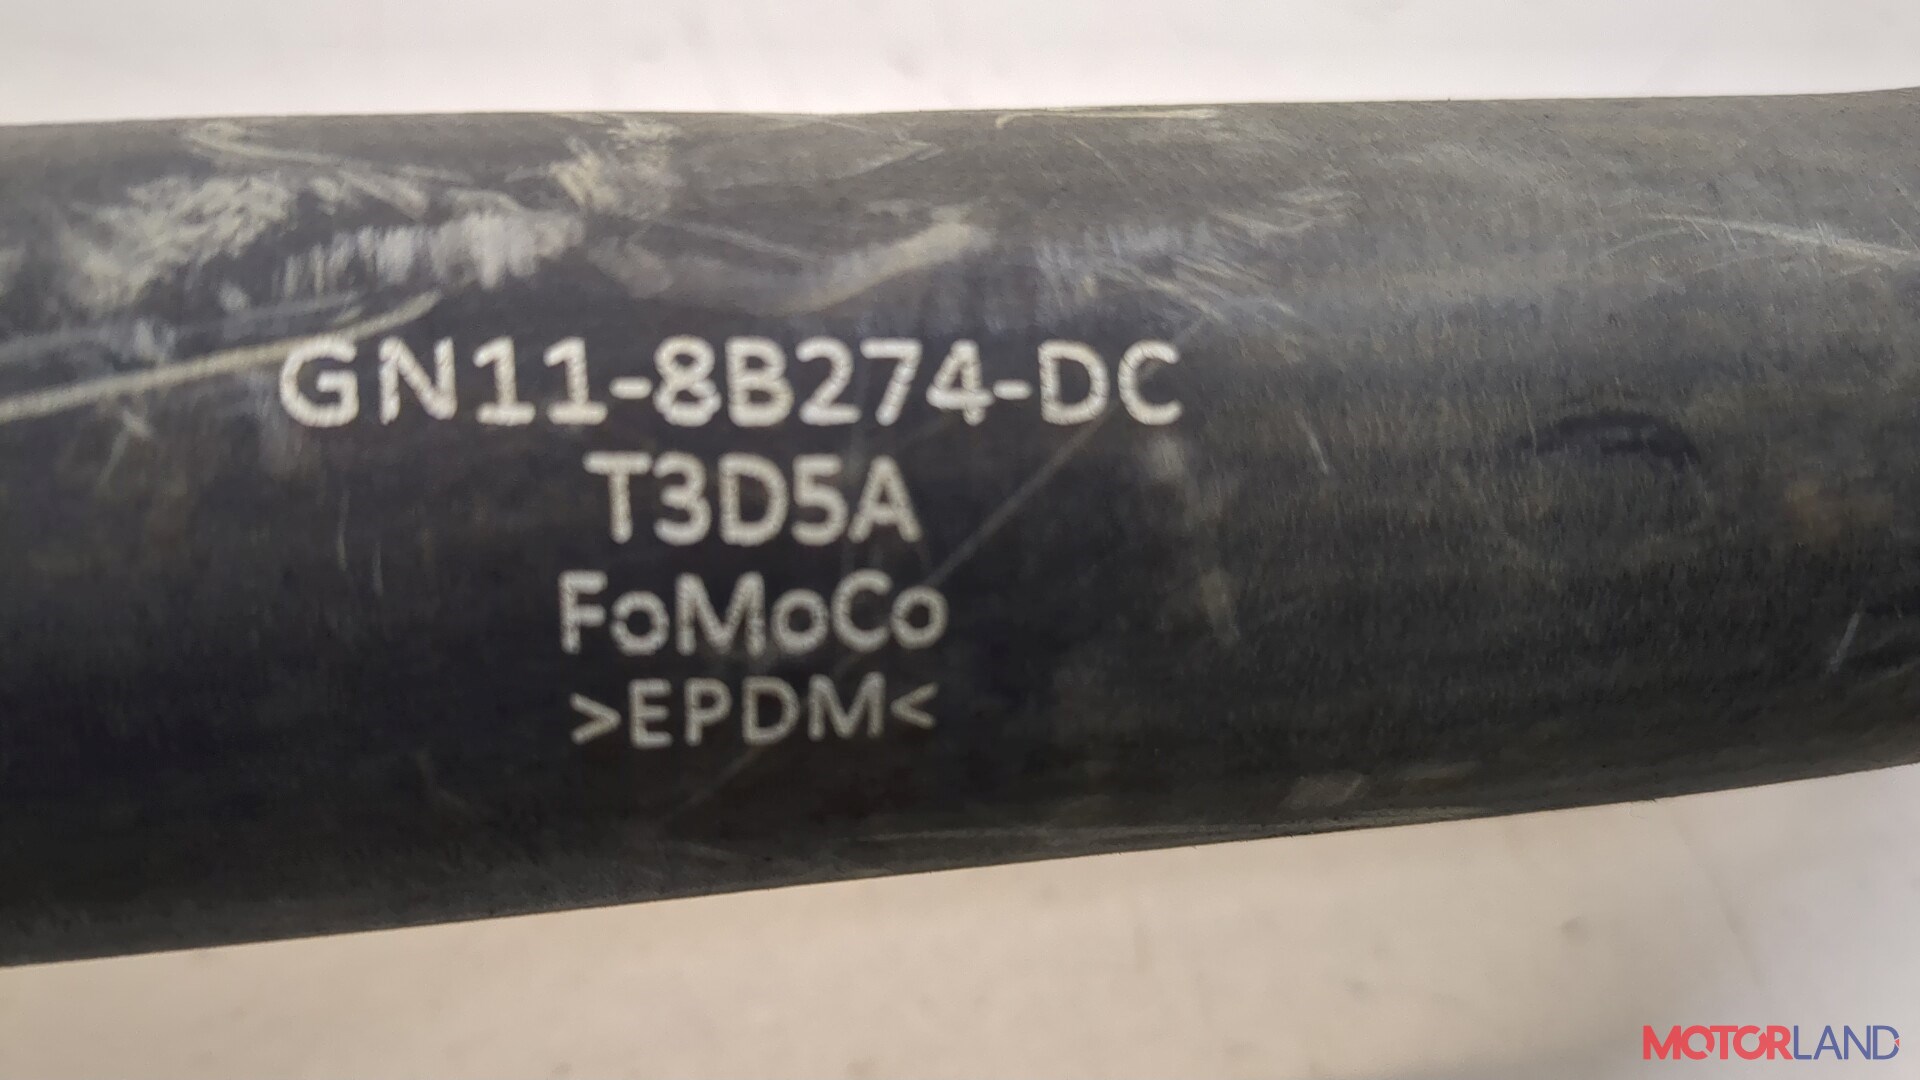 GN11-8B274-DC
T3D5A
FoMoCo
>EPDM<
MOTORLAND